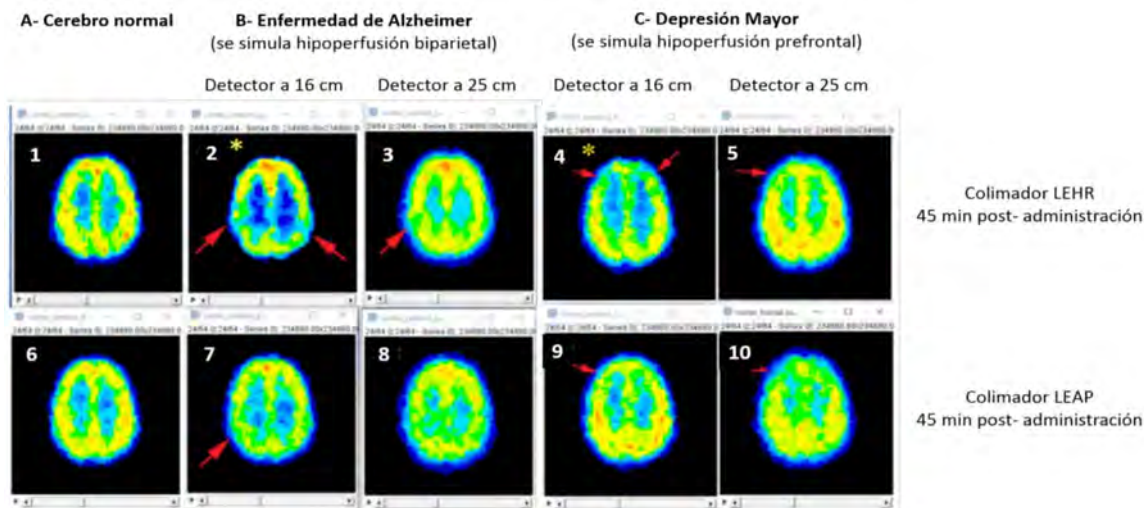 A- Cerebro normal
B- Enfermedad de Alzheimer
(se simula hipoperfusión biparietal)
C- Depresión Mayor
(se simula hipoperfusión prefrontal)
Detector a 16 cm
Detector a 25 cm
Detector a 16 cm
Detector a 25 cm
1
2
*
3
4
*
5
Colimador LEHR
45 min post- administración
6
7
8
9
10
Colimador LEAP
45 min post- administración